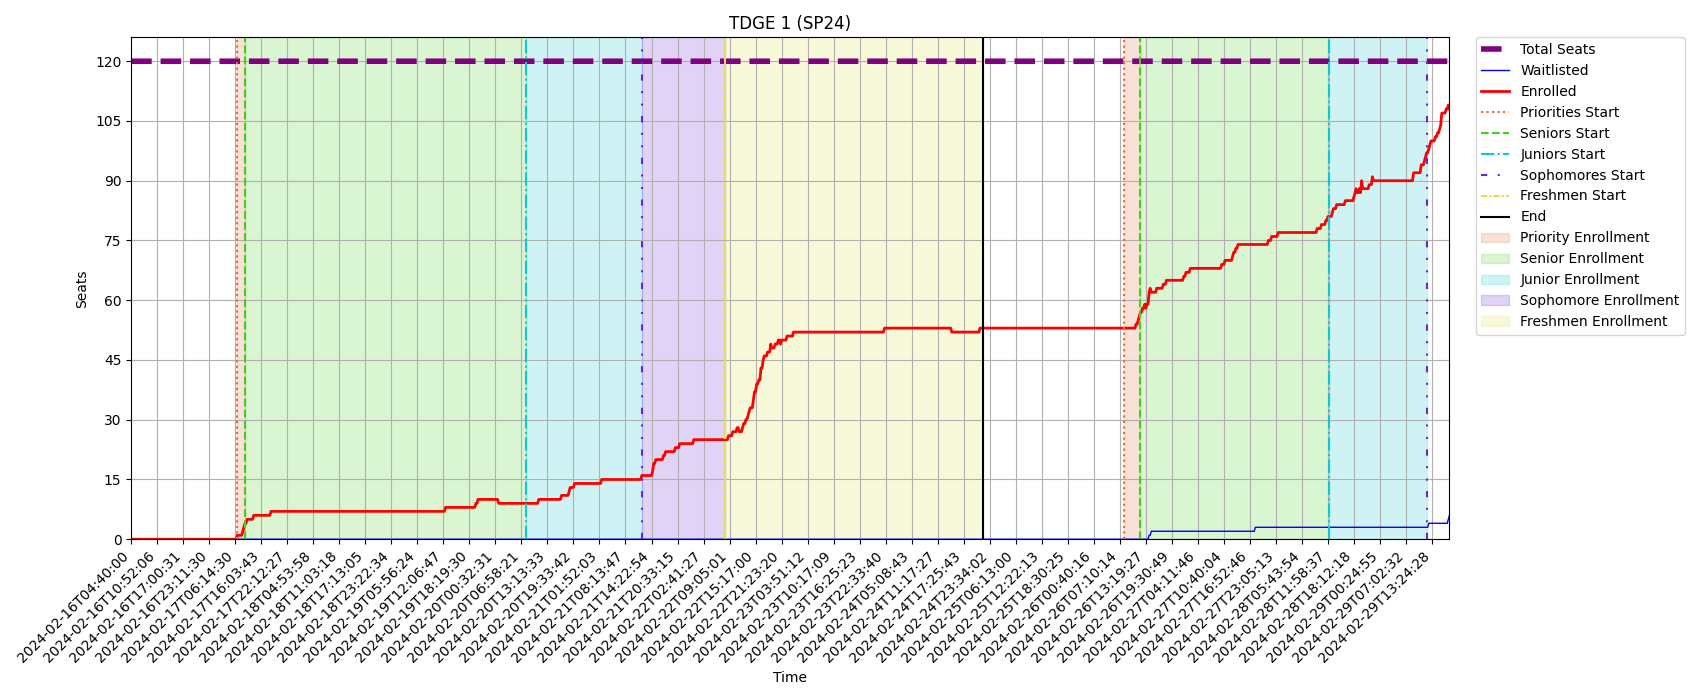 TDGE 1 (SP24)
Seats
120
105
90
75
60
45
30
15
0
2024-02-16T04:40:00
2024-02-16T10:52:06
2024-02-16T17:00:31
2024-02-16T23:11:30
2024-02-17T06:14:30
2024-02-17T16:03:43
2024-02-17T22:12:27
2024-02-18T04:53:58
2024-02-18T11:03:18
2024-02-18T17:13:05
2024-02-18T23:22:34
2024-02-19T05:56:24
2024-02-19T12:06:47
2024-02-19T18:19:30
2024-02-20T00:32:31
2024-02-20T06:58:21
2024-02-20T13:13:33
2024-02-20T19:33:42
2024-02-21T01:52:03
2024-02-21T08:13:47
2024-02-21T14:22:54
2024-02-21T20:33:15
2024-02-22T02:41:27
2024-02-22T09:05:01
2024-02-22T15:17:00
2024-02-22T21:23:20
2024-02-23T03:51:12
2024-02-23T10:17:09
2024-02-23T16:25:23
2024-02-23T22:33:40
2024-02-24T05:08:43
2024-02-24T11:17:27
2024-02-24T17:25:43
2024-02-24T23:34:02
2024-02-25T06:13:00
2024-02-25T12:22:13
2024-02-25T18:30:25
2024-02-26T00:40:16
2024-02-26T07:10:14
2024-02-26T13:19:27
2024-02-26T19:30:49
2024-02-27T04:11:46
2024-02-27T10:40:04
2024-02-27T16:52:46
2024-02-27T23:05:13
2024-02-28T05:43:54
2024-02-28T11:58:37
2024-02-28T18:12:18
2024-02-29T00:24:55
2024-02-29T07:02:32
2024-02-29T13:24:28
Time
Total Seats
Waitlisted
Enrolled
Priorities Start
Seniors Start
Juniors Start
Sophomores Start
Freshmen Start
End
Priority Enrollment
Senior Enrollment
Junior Enrollment
Sophomore Enrollment
Freshmen Enrollment